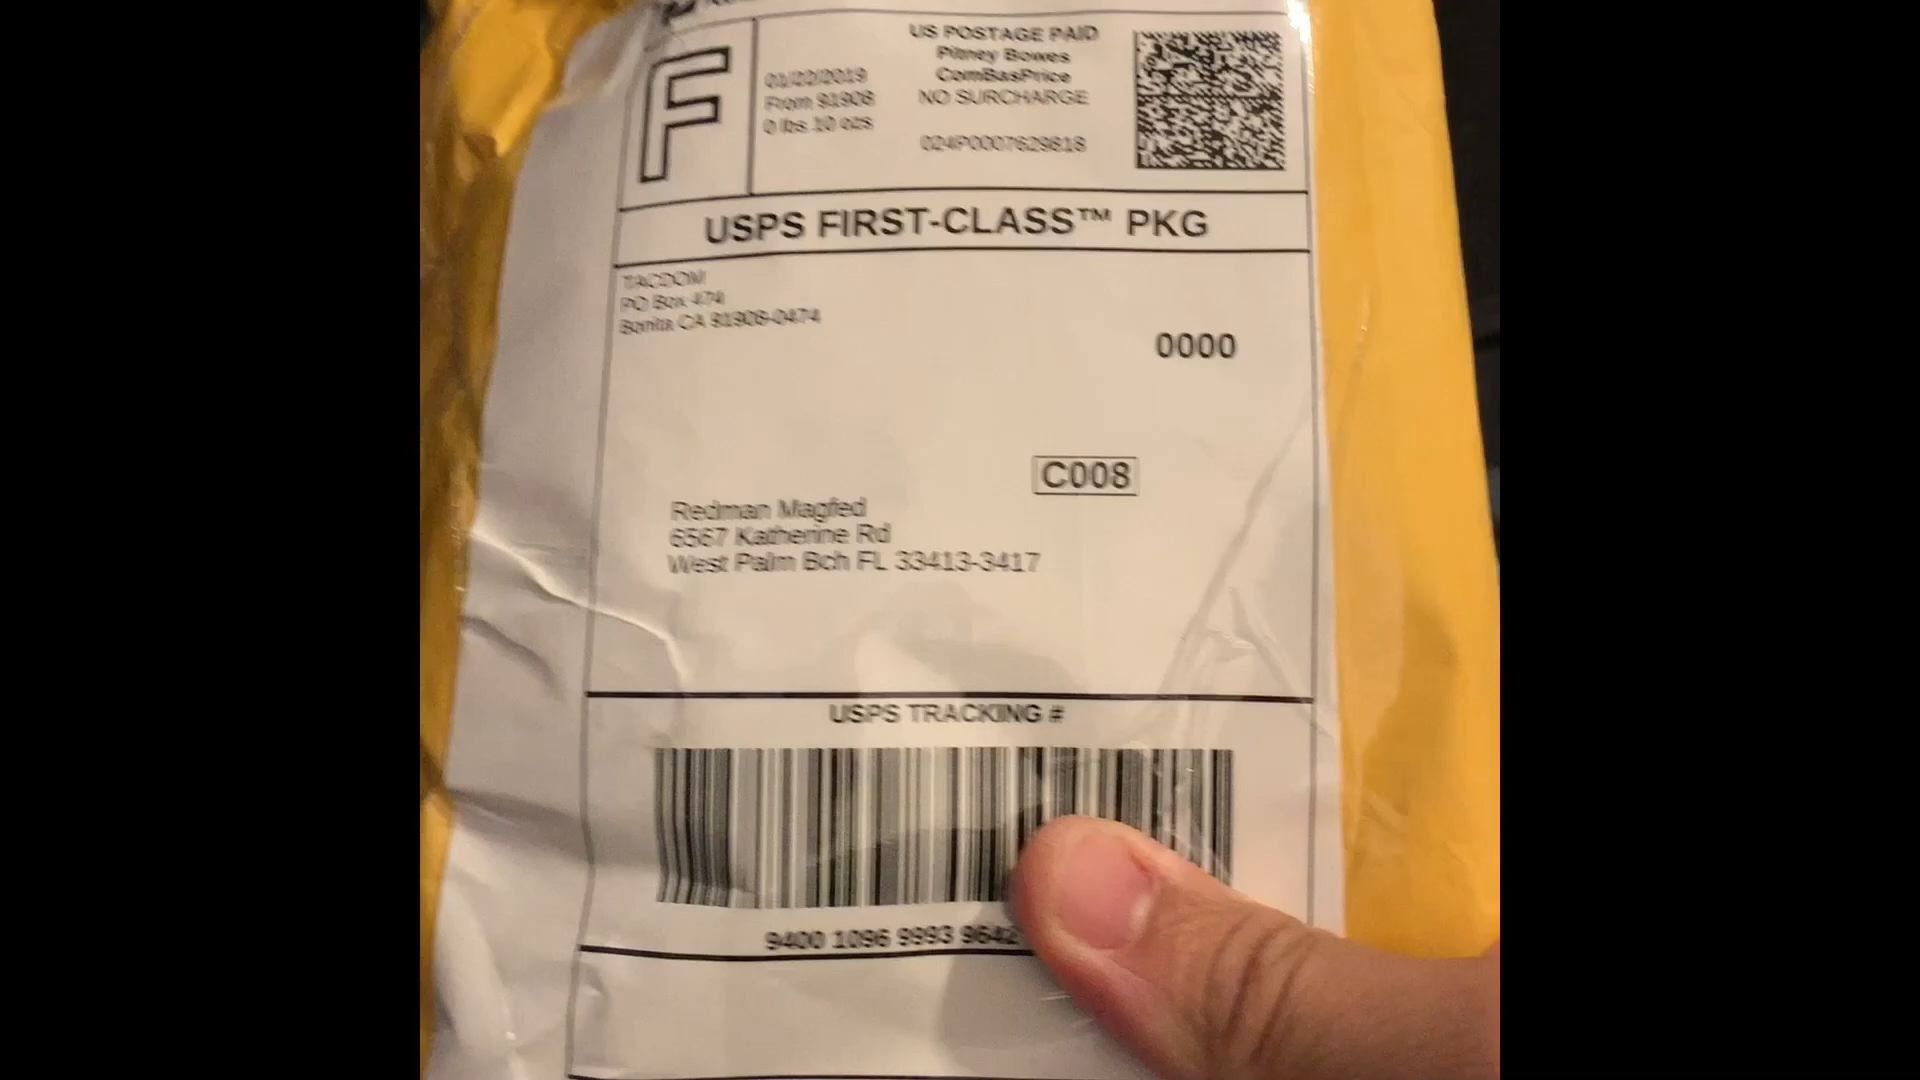 F
US POSTAGE PAID
Pitney Bowes
ComBasPrice
NO SURCHARGE
024P0007629818
01/22/2019
From 91908
0 lbs 10 ozs
USPS FIRST-CLASS™ PKG
TACDOM
PO Box 474
Bonita CA 91908-0474
0000
C008
Redman Magfed
6567 Katherine Rd
West Palm Bch FL 33413-3417
USPS TRACKING #
9400 1096 9993 9642